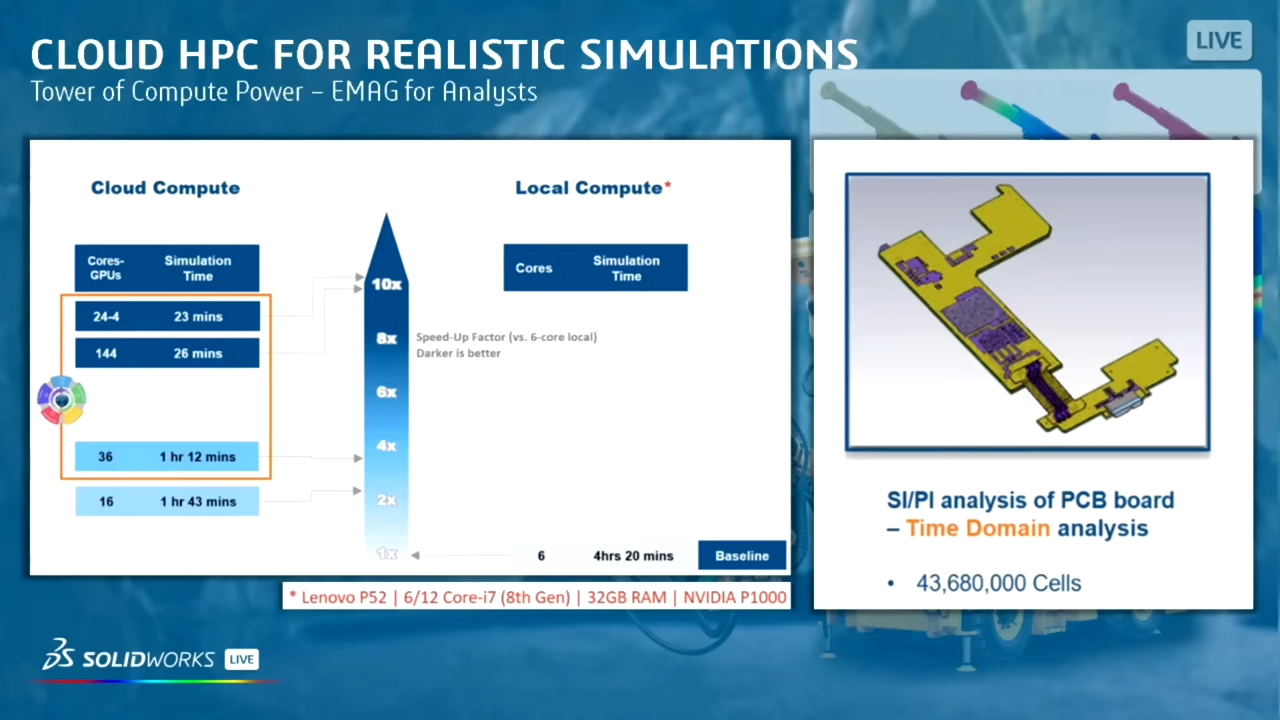 CLOUD HPC FOR REALISTIC SIMULATIONS
LIVE
Tower of Compute Power – EMAG for Analysts
Cloud Compute
Local Compute*
Cores-
GPUs
Simulation
Time
Cores
Simulation
Time
24-4 23 mins
144 26 mins
36 1 hr 12 mins
16 1 hr 43 mins
10x
8x
6x
4x
2x
1x
Speed-Up Factor (vs. 6-core local)
Darker is better
6 4hrs 20 mins Baseline
* Lenovo P52 | 6/12 Core-i7 (8th Gen) | 32GB RAM | NVIDIA P1000
SI/PI analysis of PCB board
– Time Domain analysis
• 43,680,000 Cells
SOLIDWORKS LIVE